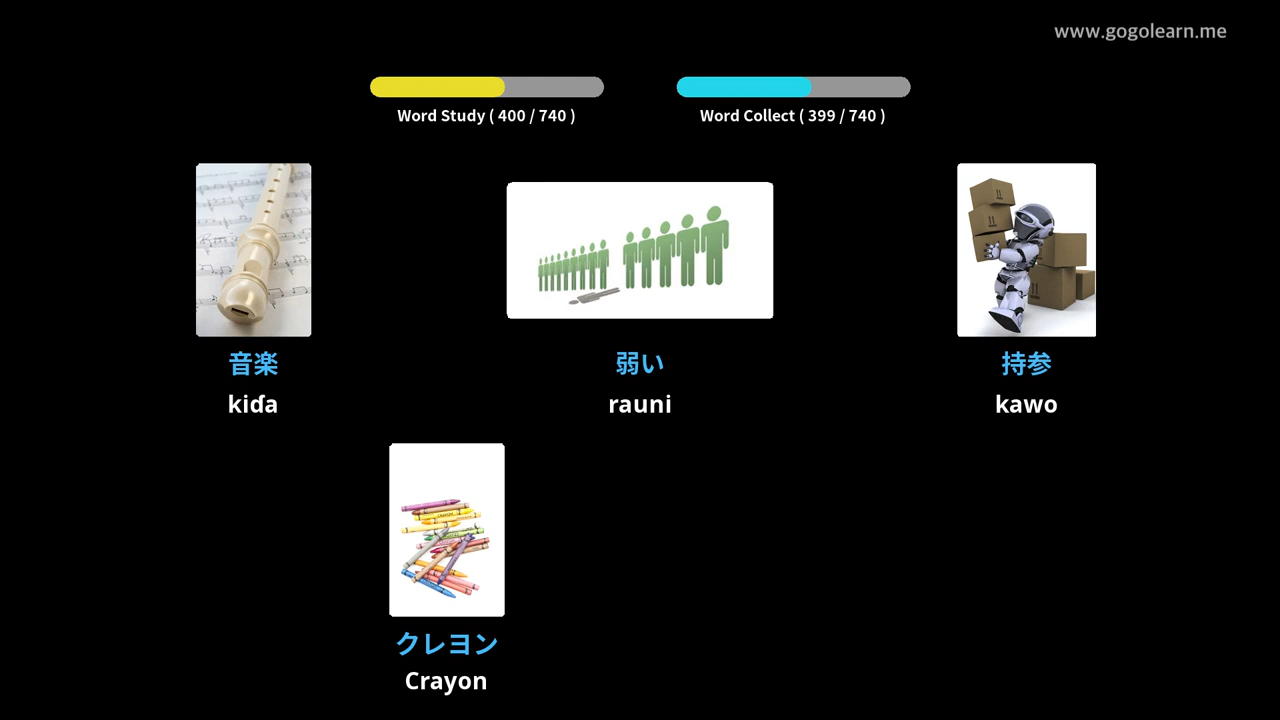 www.gogolearn.me
Word Study ( 400 / 740 )
Word Collect ( 399 / 740 )
音楽
kiɗa
弱い
rauni
持参
kawo
クレヨン
Crayon